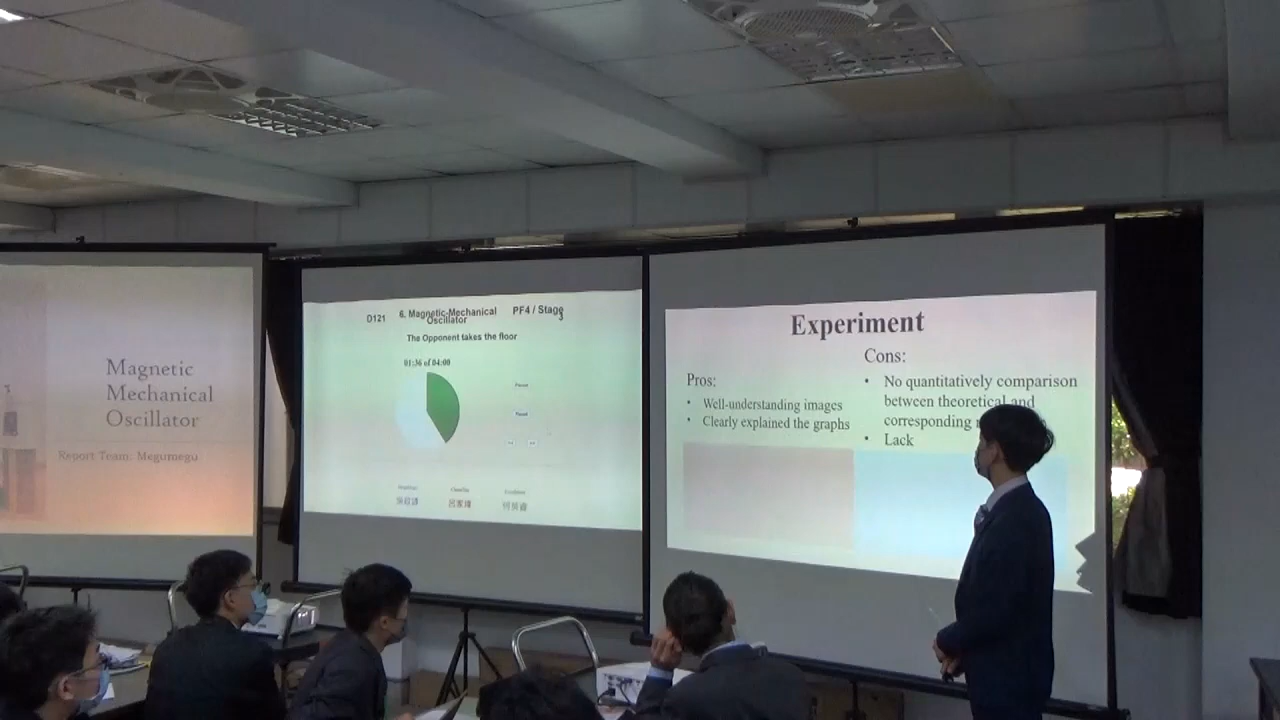 Magnetic
Mechanical
Oscillator
Report Team: Megumegu
D121
6. Magnetic-Mechanical
Oscillator
PF4 / Stage
3
The Opponent takes the floor
01:36 of 04:00
Experiment
Pros:
• Well-understanding images
• Clearly explained the graphs
Cons:
• No quantitatively comparison
between theoretical and
corresponding
• Lack